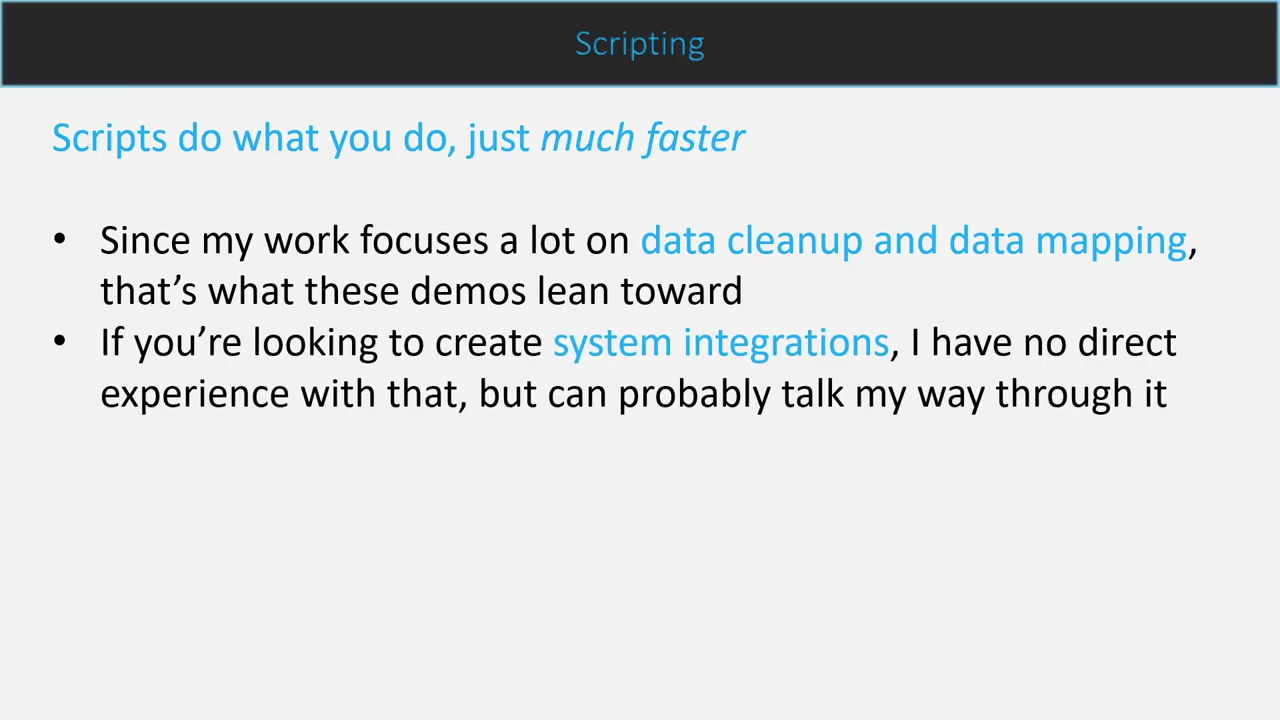 Scripting
Scripts do what you do, just much faster
• Since my work focuses a lot on data cleanup and data mapping,
that’s what these demos lean toward
• If you’re looking to create system integrations, I have no direct
experience with that, but can probably talk my way through it